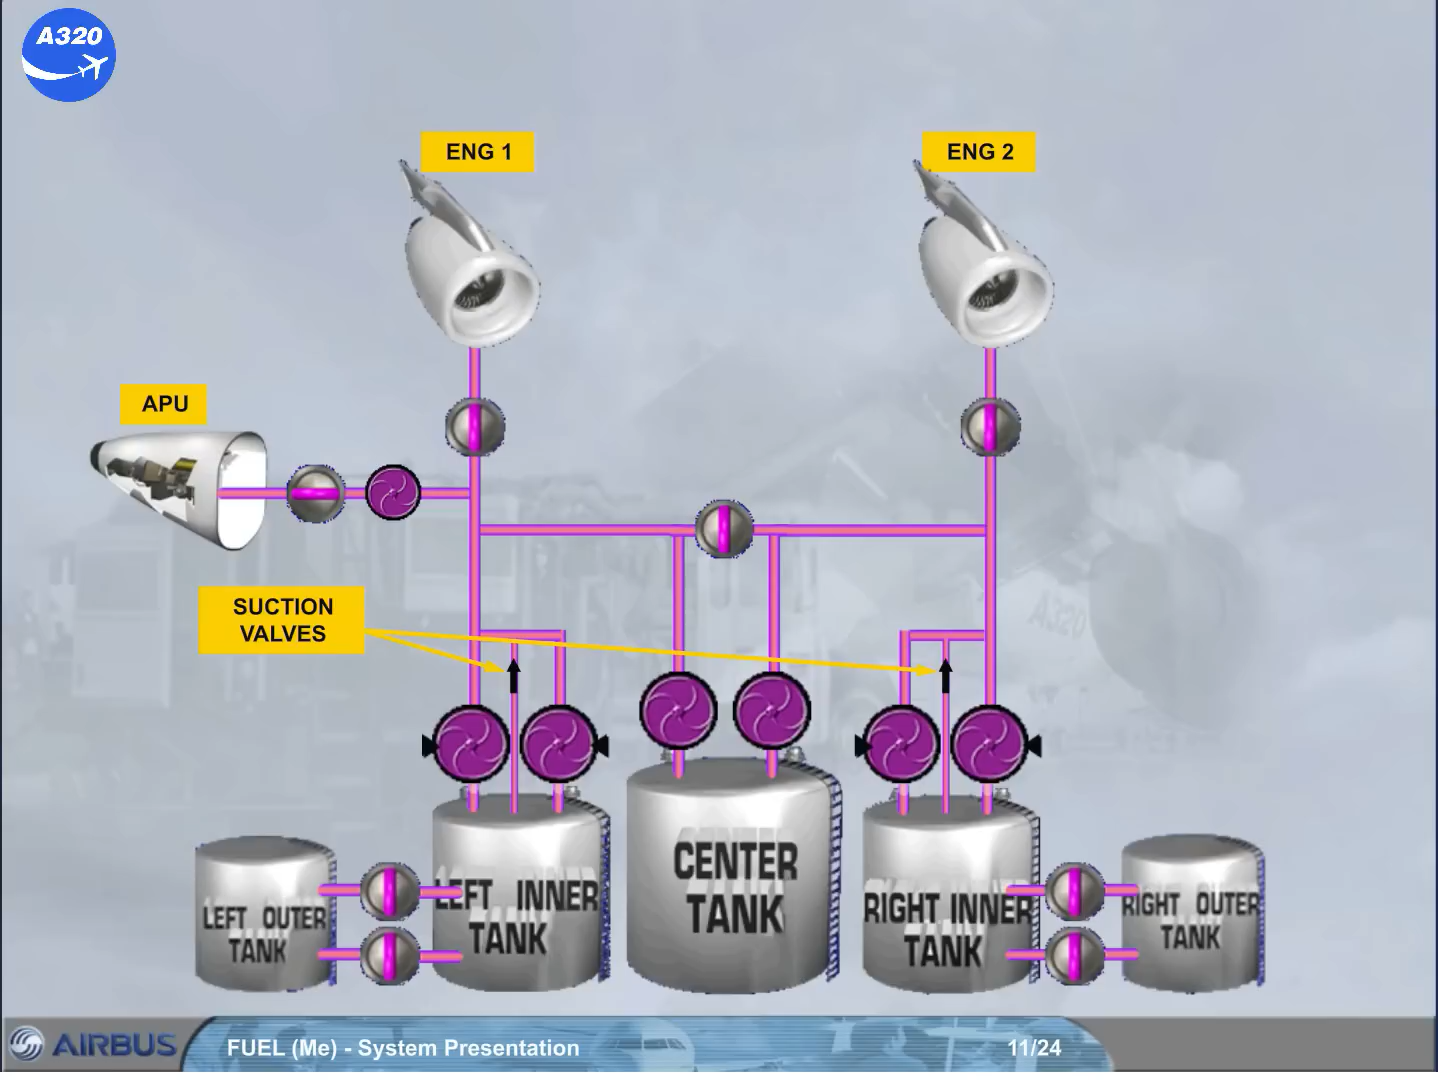 A320
ENG 1
ENG 2
APU
SUCTION
VALVES
LEFT OUTER
TANK
LEFT INNER
TANK
CENTER
TANK
RIGHT INNER
TANK
RIGHT OUTER
TANK
A320
AIRBUS
FUEL (Me) - System Presentation
11/24